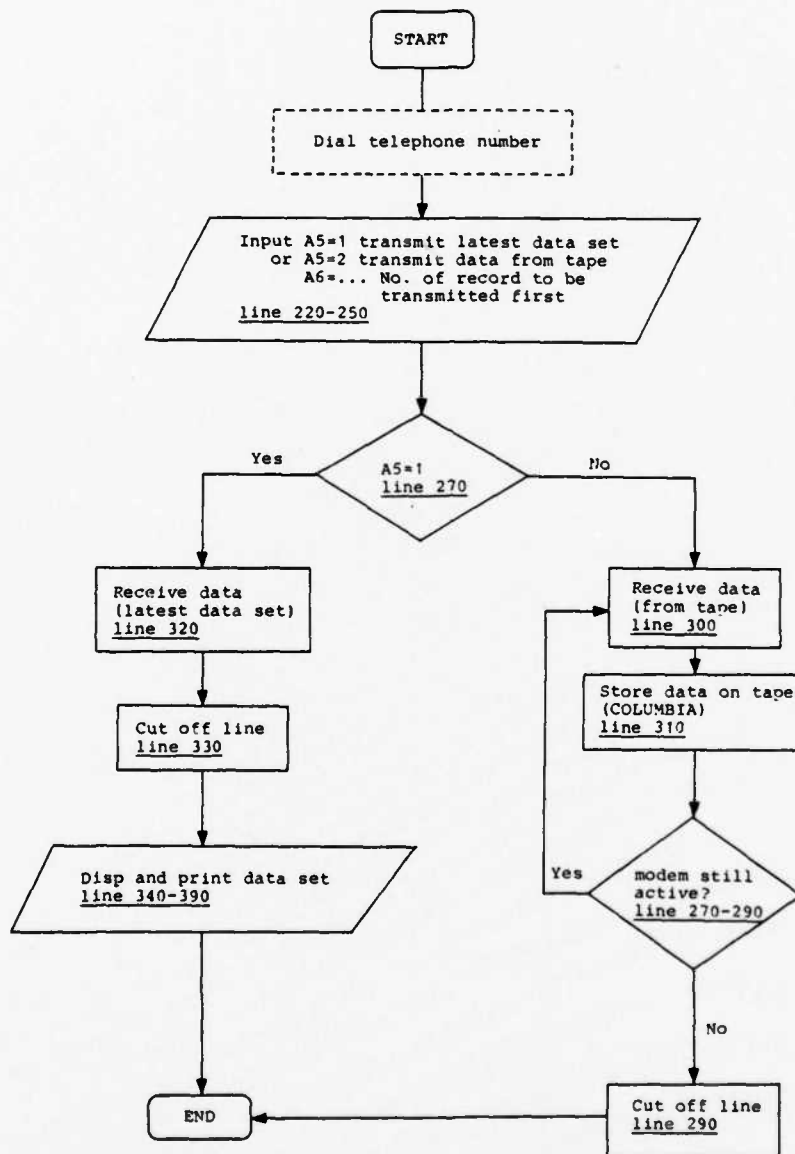 START
Dial telephone number
Input A5=1 transmit latest data set
or A5=2 transmit data from tape
A6=... No. of record to be
transmitted first
line 220-250
A5=1
line 270
Yes
No
Receive data
(latest data set)
line 320
Cut off line
line 330
Disp and print data set
line 340-390
Receive data
(from tape)
line 300
Store data on tape
(COLUMBIA)
line 310
modem still
active?
line 270-290
Yes
No
Cut off line
line 290
END